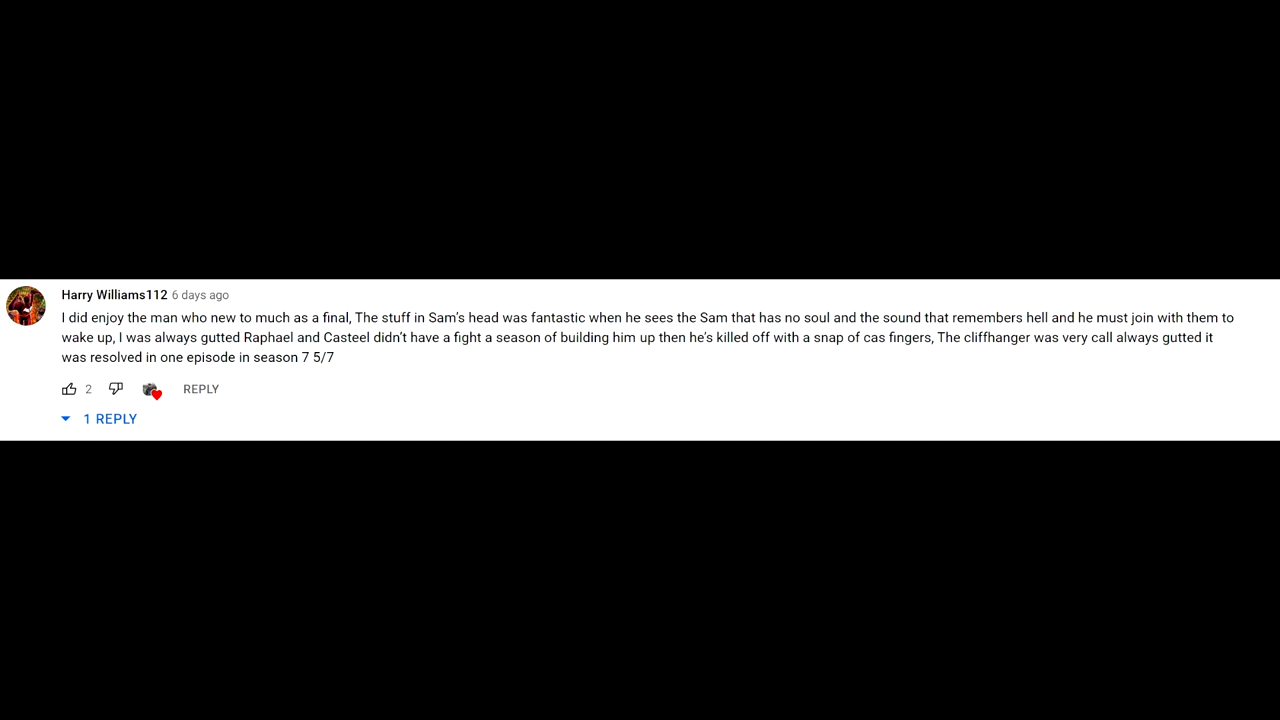 Harry Williams112 6 days ago
I did enjoy the man who new to much as a final, The stuff in Sam's head was fantastic when he sees the Sam that has no soul and the sound that remembers hell and he must join with them to
wake up, I was always gutted Raphael and Casteel didn't have a fight a season of building him up then he's killed off with a snap of cas fingers, The cliffhanger was very call always gutted it
was resolved in one episode in season 7 5/7
2 REPLY
1 REPLY